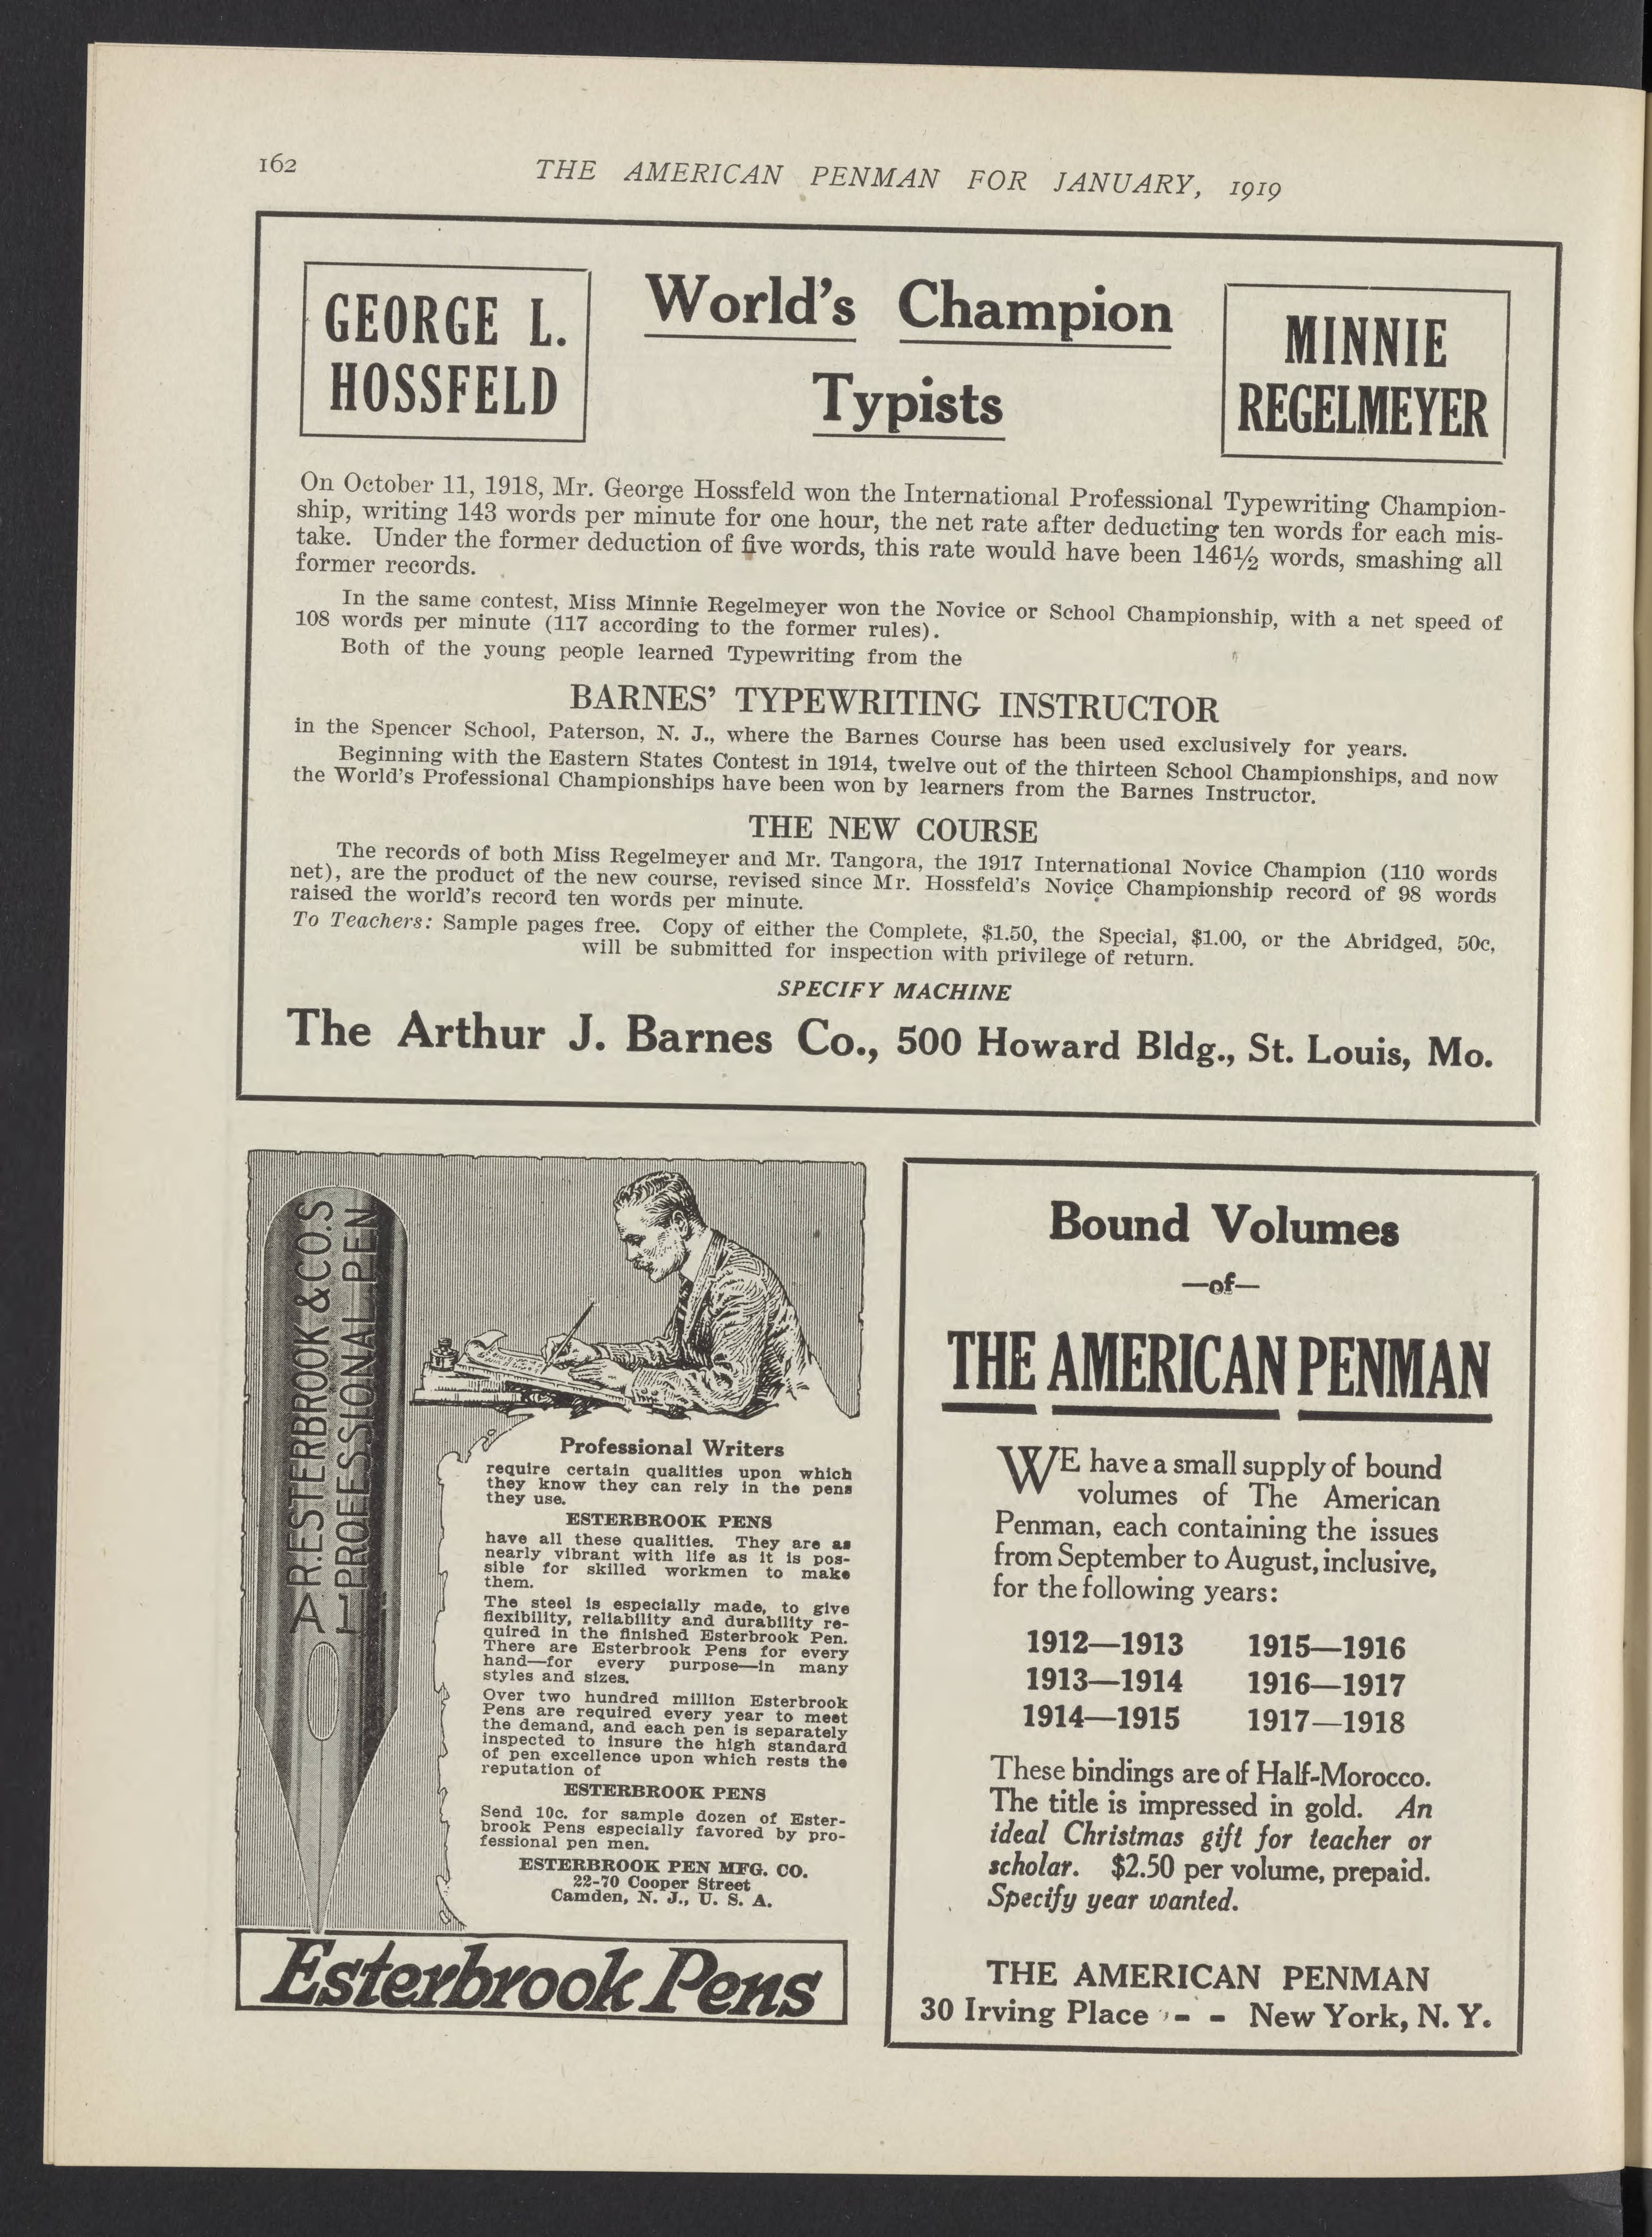 162
THE AMERICAN PENMAN FOR JANUARY, 1919
GEORGE L.
HOSSFELD
World's Champion
Typists
MINNIE
REGELMEYER
On October 11, 1918, Mr. George Hossfeld won the International Professional Typewriting Champion-
ship, writing 143 words per minute for one hour, the net rate after deducting ten words for each mis-
take. Under the former deduction of five words, this rate would have been 146½ words, smashing all
former records.
In the same contest, Miss Minnie Regelmeyer won the Novice or School Championship, with a net speed of
108 words per minute (117 according to the former rules).
Both of the young people learned Typewriting from the
BARNES' TYPEWRITING INSTRUCTOR
in the Spencer School, Paterson, N. J., where the Barnes Course has been used exclusively for years.
Beginning with the Eastern States Contest in 1914, twelve out of the thirteen School Championships, and now
the World's Professional Championships have been won by learners from the Barnes Instructor.
THE NEW COURSE
The records of both Miss Regelmeyer and Mr. Tangora, the 1917 International Novice Champion (110 words
net), are the product of the new course, revised since Mr. Hossfeld's Novice Championship record of 98 words
raised the world's record ten words per minute.
To Teachers: Sample pages free. Copy of either the Complete, $1.50, the Special, $1.00, or the Abridged, 50c,
will be submitted for inspection with privilege of return.
SPECIFY MACHINE
The Arthur J. Barnes Co., 500 Howard Bldg., St. Louis, Mo.
A1 R.ESTERBROOK & CO.S
PROFESSIONAL PEN
Professional Writers
require certain qualities upon which
they know they can rely in the pens
they use.
ESTERBROOK PENS
have all these qualities. They are as
nearly vibrant with life as it is pos-
sible for skilled workmen to make
them.
The steel is especially made, to give
flexibility, reliability and durability re-
quired in the finished Esterbrook Pen.
There are Esterbrook Pens for every
hand—for every purpose—in many
styles and sizes.
Over two hundred million Esterbrook
Pens are required every year to meet
the demand, and each pen is separately
inspected to insure the high standard
of pen excellence upon which rests the
reputation of
ESTERBROOK PENS
Send 10c. for sample dozen of Ester-
brook Pens especially favored by pro-
fessional pen men.
ESTERBROOK PEN MFG. CO.
22-70 Cooper Street
Camden, N. J., U. S. A.
Esterbrook Pens
Bound Volumes
—of—
THE AMERICAN PENMAN
WE have a small supply of bound
volumes of The American
Penman, each containing the issues
from September to August, inclusive,
for the following years:
1912—1913 1915—1916
1913—1914 1916—1917
1914—1915 1917—1918
These bindings are of Half-Morocco.
The title is impressed in gold. An
ideal Christmas gift for teacher or
scholar. $2.50 per volume, prepaid.
Specify year wanted.
THE AMERICAN PENMAN
30 Irving Place - - New York, N. Y.